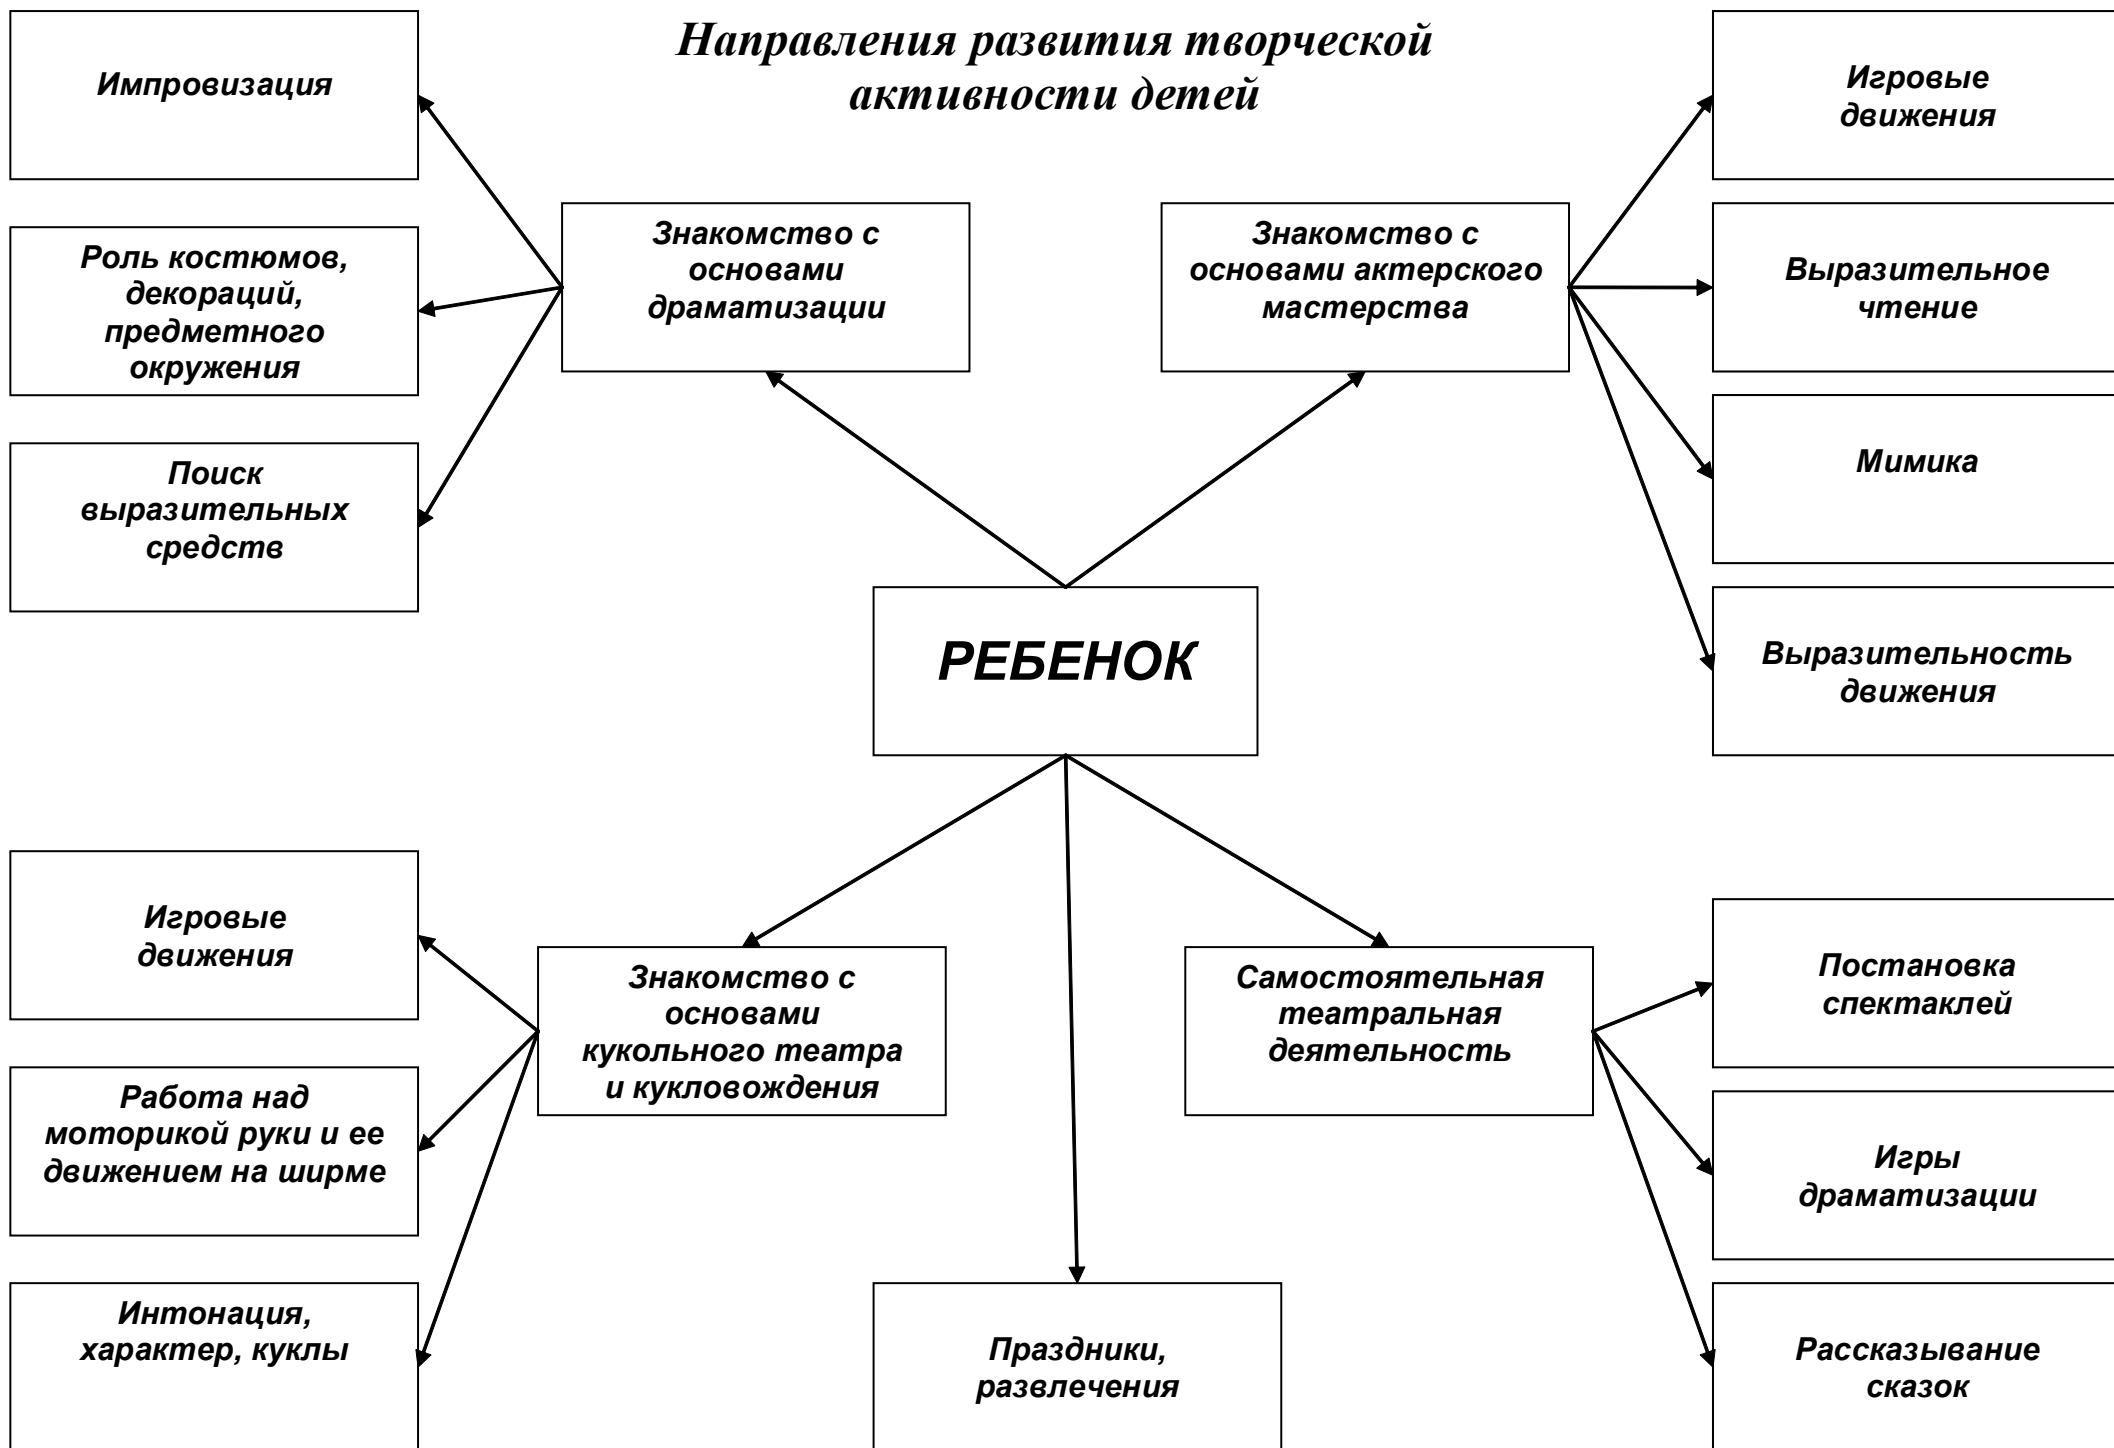 Направления развития творческой
активности детей
Импровизация
Роль костюмов,
декораций,
предметного
окружения
Поиск
выразительных
средств
Знакомство с
основами
драматизации
Знакомство с
основами актерского
мастерства
Игровые
движения
Выразительное
чтение
Мимика
Выразительность
движения
РЕБЕНОК
Игровые
движения
Работа над
моторикой руки и ее
движением на ширме
Интонация,
характер, куклы
Знакомство с
основами
кукольного театра
и кукловождения
Праздники,
развлечения
Самостоятельная
театральная
деятельность
Постановка
спектаклей
Игры
драматизации
Рассказывание
сказок